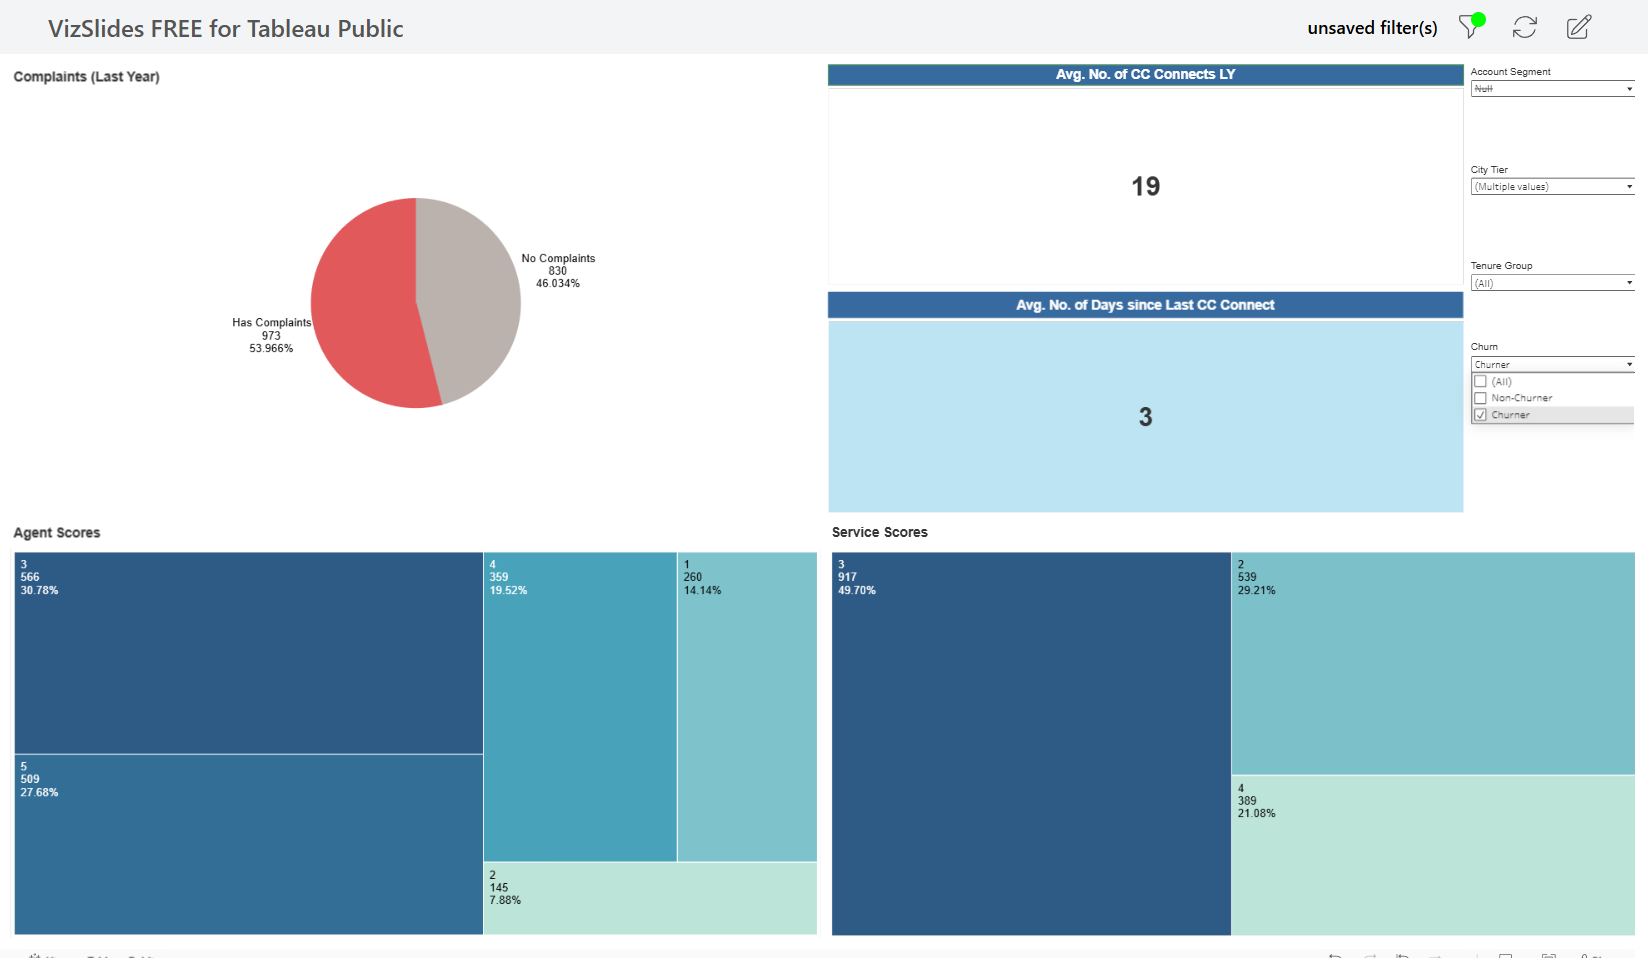 VizSlides FREE for Tableau Public
unsaved filter(s)
Complaints (Last Year)
No Complaints
830
46.034%
Has Complaints
973
53.966%
Avg. No. of CC Connects LY
19
Avg. No. of Days since Last CC Connect
3
Account Segment
Null
City Tier
(Multiple values)
Tenure Group
(All)
Churn
Churner
(All)
Non-Churner
Churner
Agent Scores
3
566
30.78%
5
509
27.68%
4
359
19.52%
1
260
14.14%
2
145
7.88%
Service Scores
3
917
49.70%
2
539
29.21%
4
389
21.08%